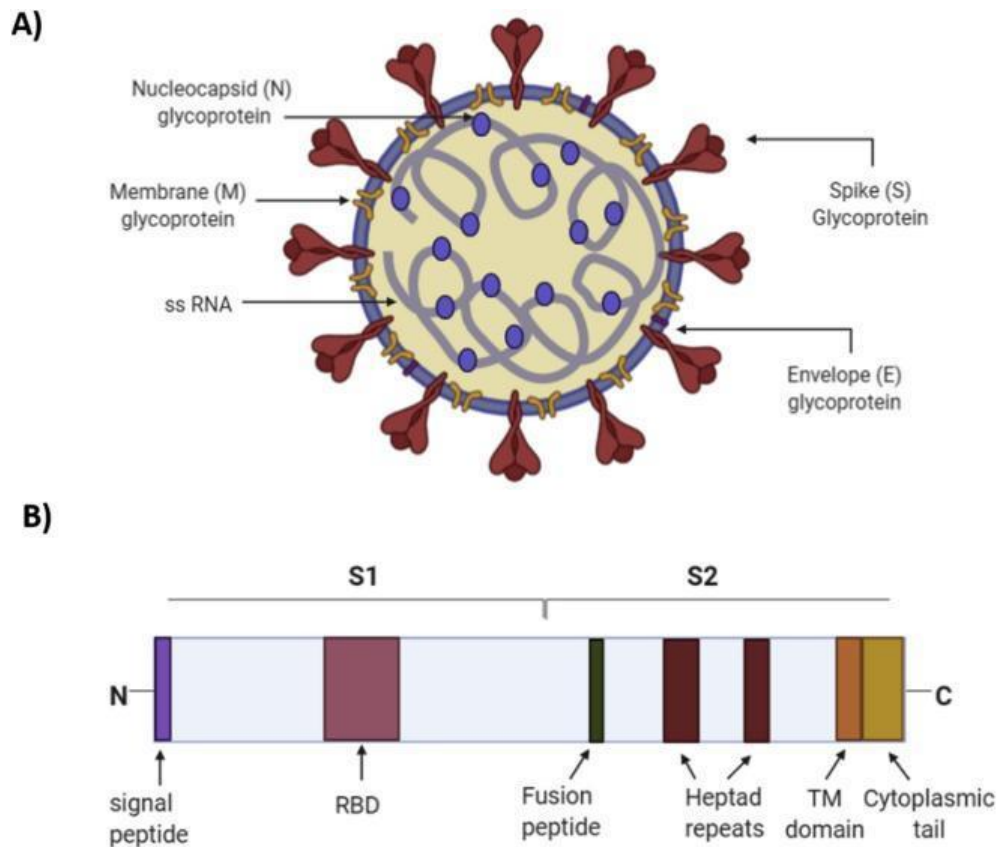 A)
Nucleocapsid (N)
glycoprotein
Membrane (M)
glycoprotein
ss RNA
Spike (S)
Glycoprotein
Envelope (E)
glycoprotein
B)
S1
S2
N
C
signal
peptide
RBD
Fusion
peptide
Heptad
repeats
TM
domain
Cytoplasmic
tail